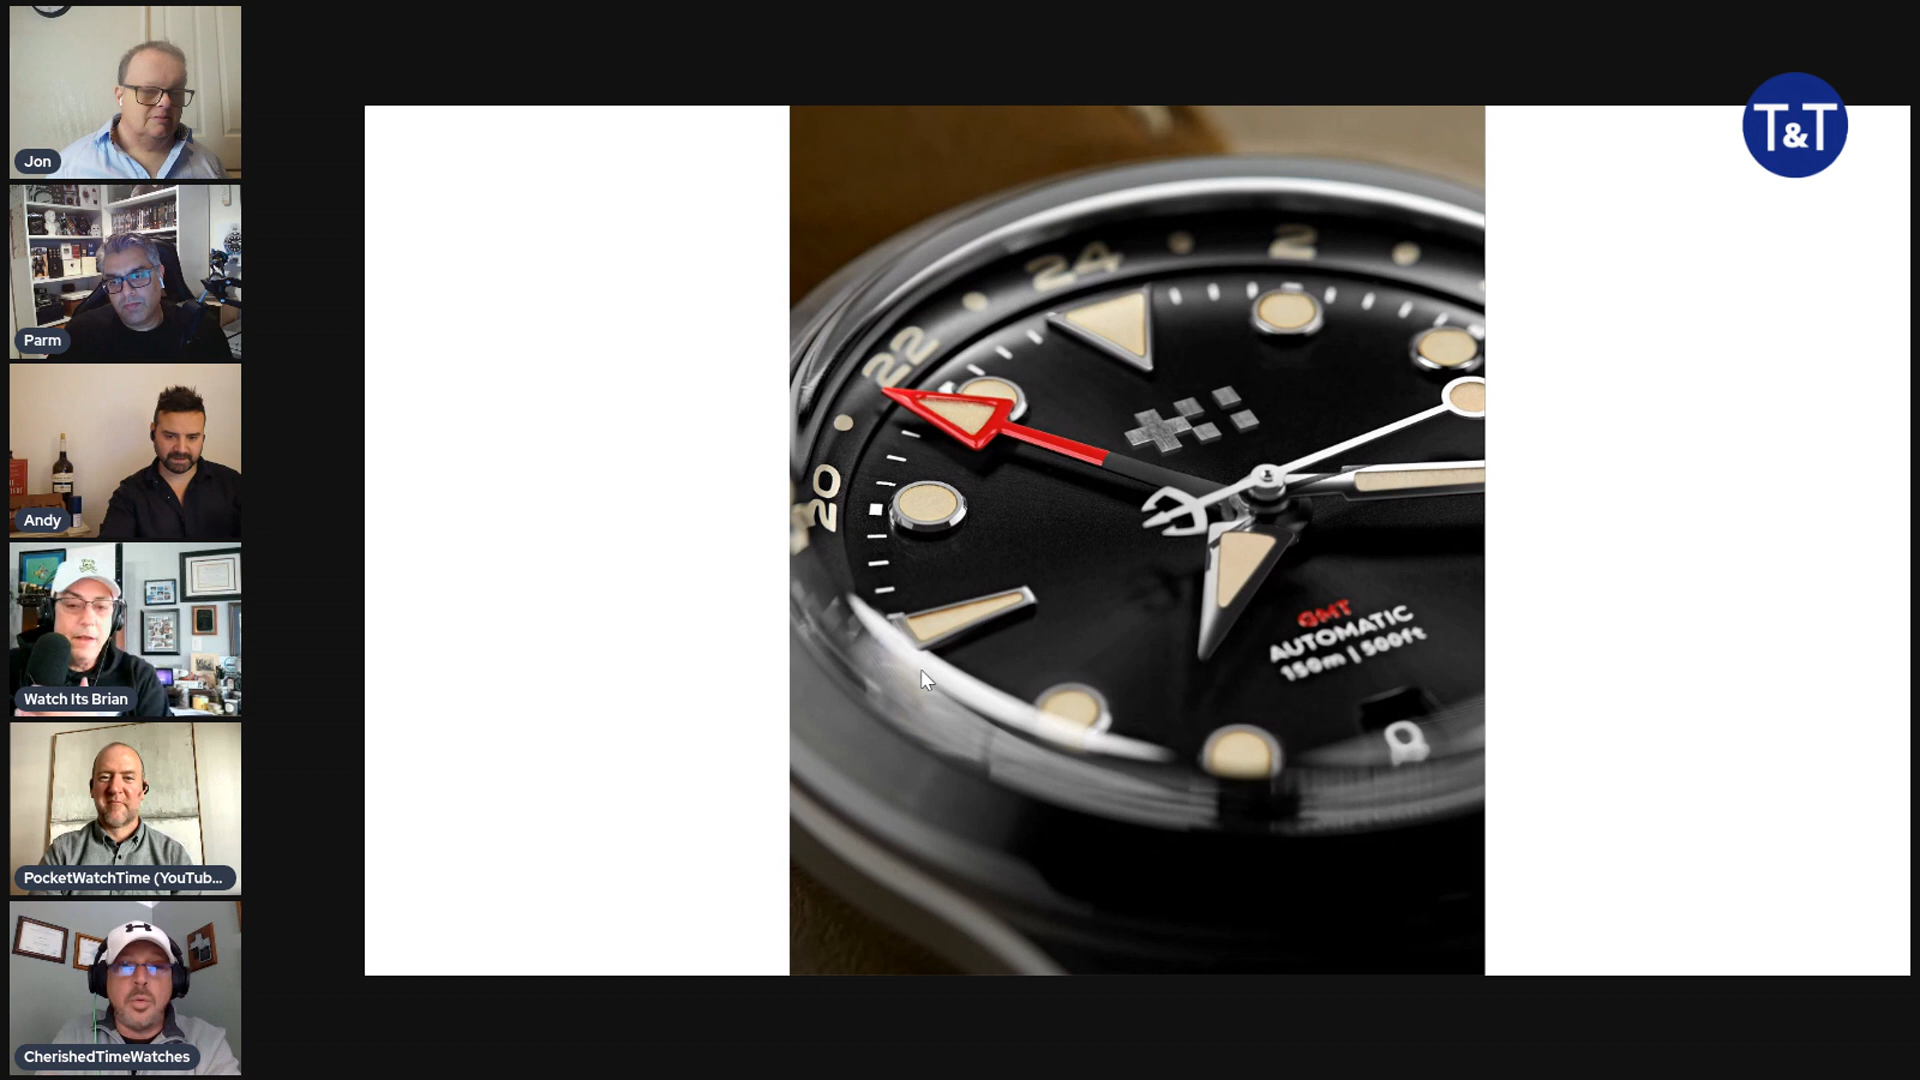 Jon
Parm
Andy
Watch Its Brian
PocketWatchTime (YouTub...
CherishedTimeWatches
T&T
24
2
22
20
GMT
AUTOMATIC
150m | 500ft